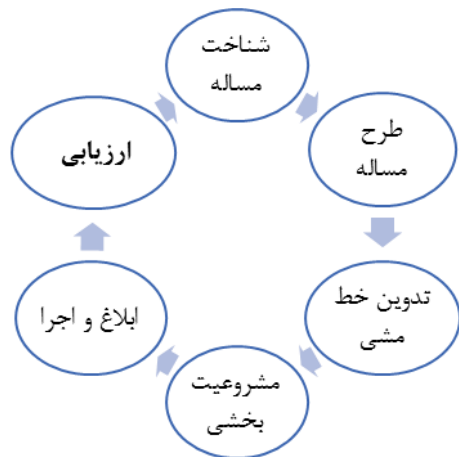 شناخت
مساله
طرح
مساله
تدوین خط
مشی
مشروعیت
بخشی
ابلاغ و اجرا
ارزیابی